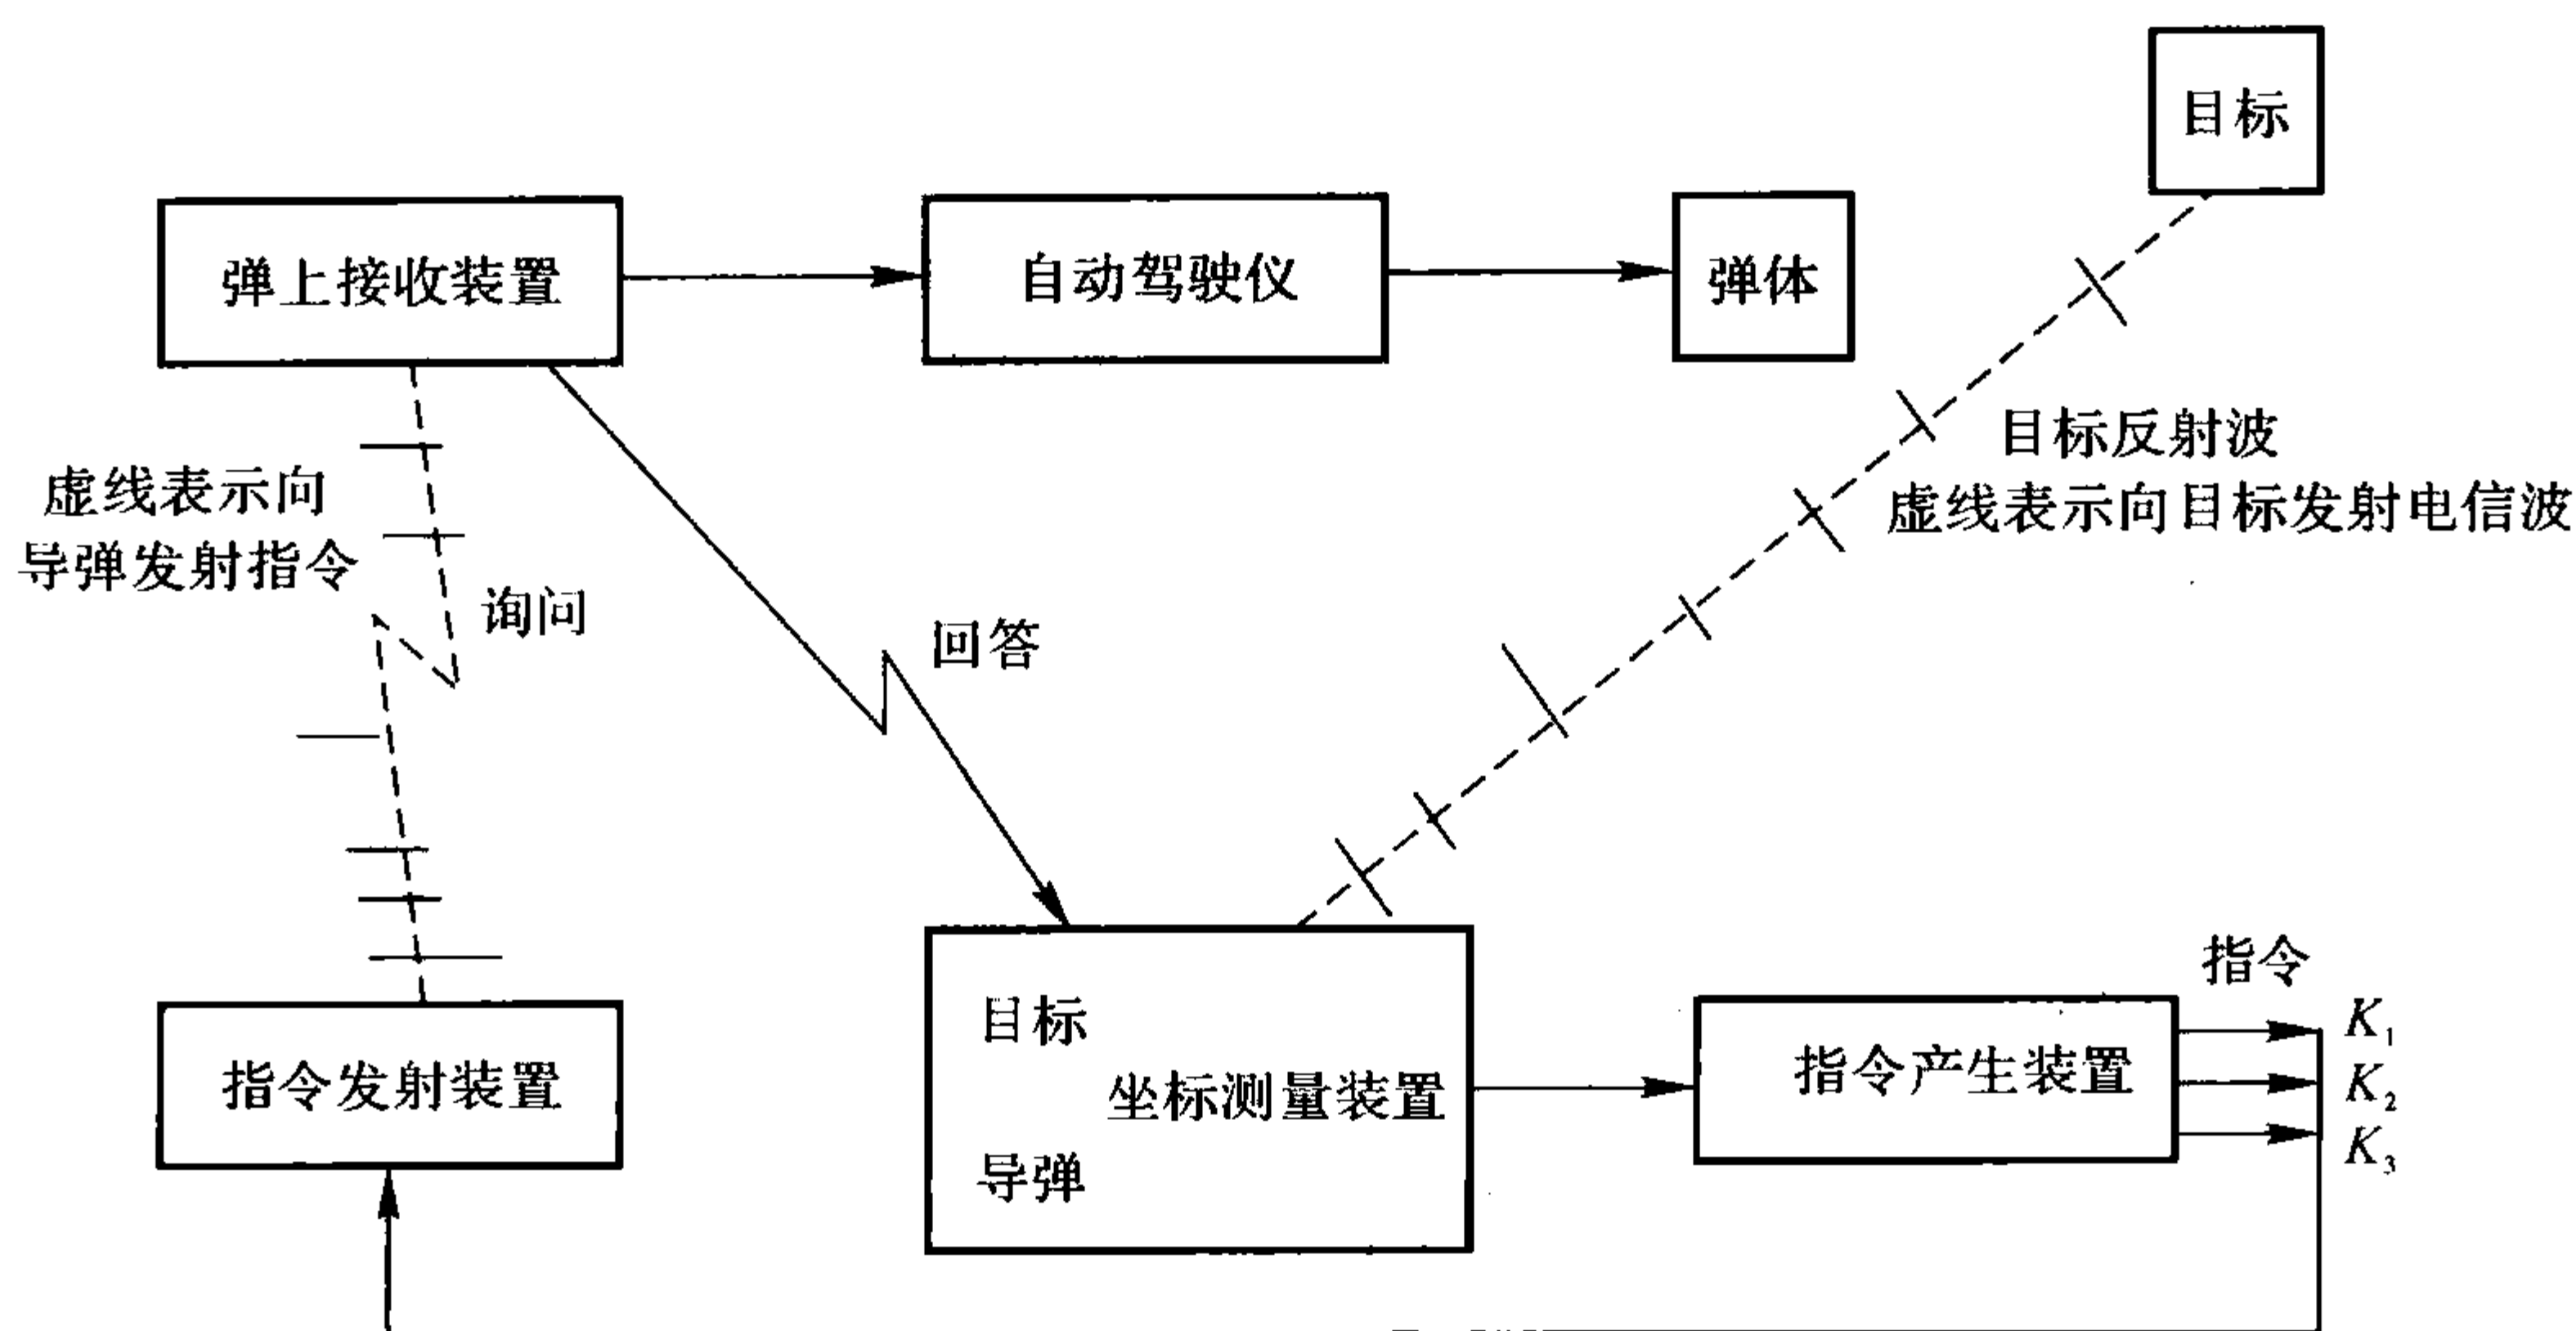 目标
弹上接收装置
自动驾驶仪
弹体
虚线表示向
导弹发射指令
询问
回答
目标反射波
虚线表示向目标发射电信波
指令发射装置
目标
坐标测量装置
导弹
指令产生装置
指令
K₁
K₂
K₃